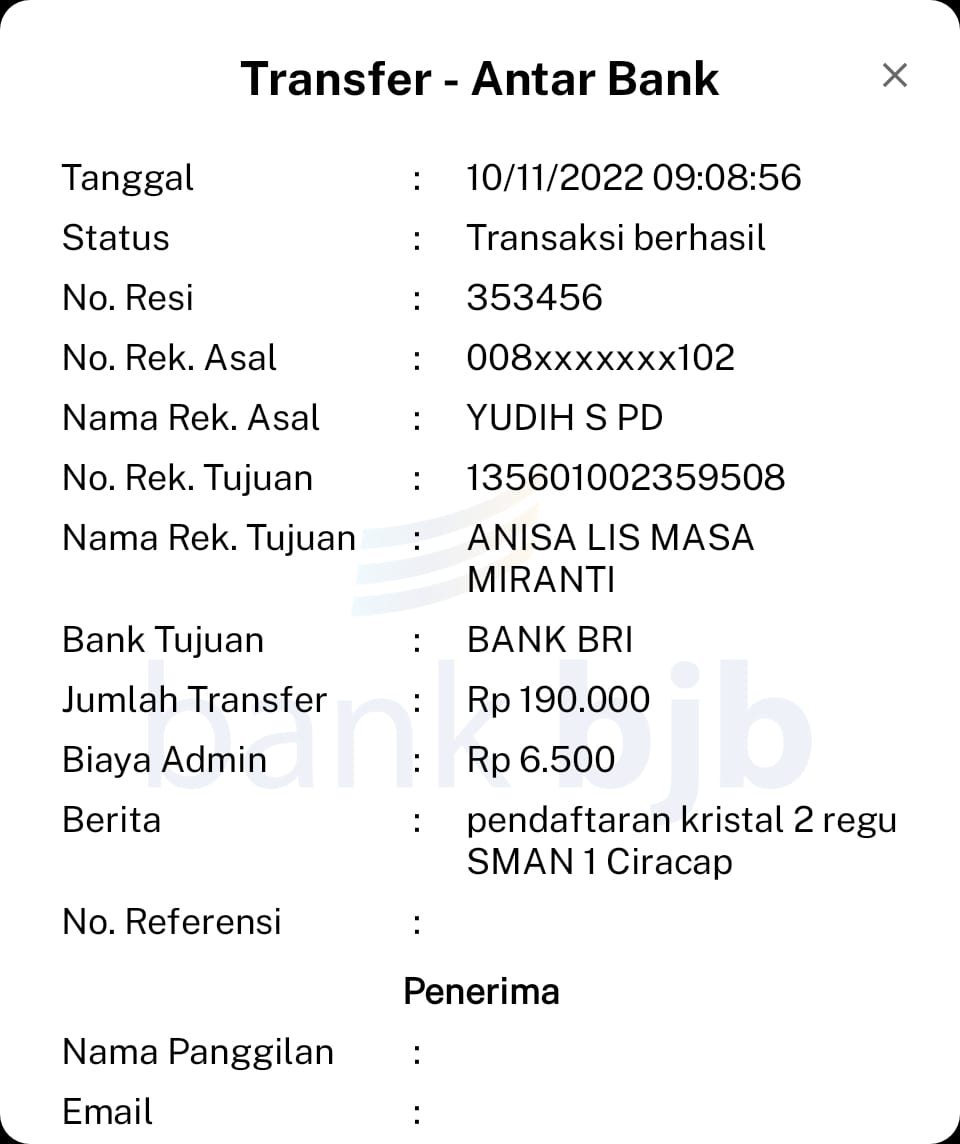 Transfer - Antar Bank
Tanggal : 10/11/2022 09:08:56
Status : Transaksi berhasil
No. Resi : 353456
No. Rek. Asal : 008xxxxxxx102
Nama Rek. Asal : YUDIH S PD
No. Rek. Tujuan : 135601002359508
Nama Rek. Tujuan : ANISA LIS MASA
MIRANTI
Bank Tujuan : BANK BRI
bank bjb
Jumlah Transfer : Rp 190.000
Biaya Admin : Rp 6.500
Berita : pendaftaran kristal 2 regu
SMAN 1 Ciracap
No. Referensi :
Penerima
Nama Panggilan :
Email :